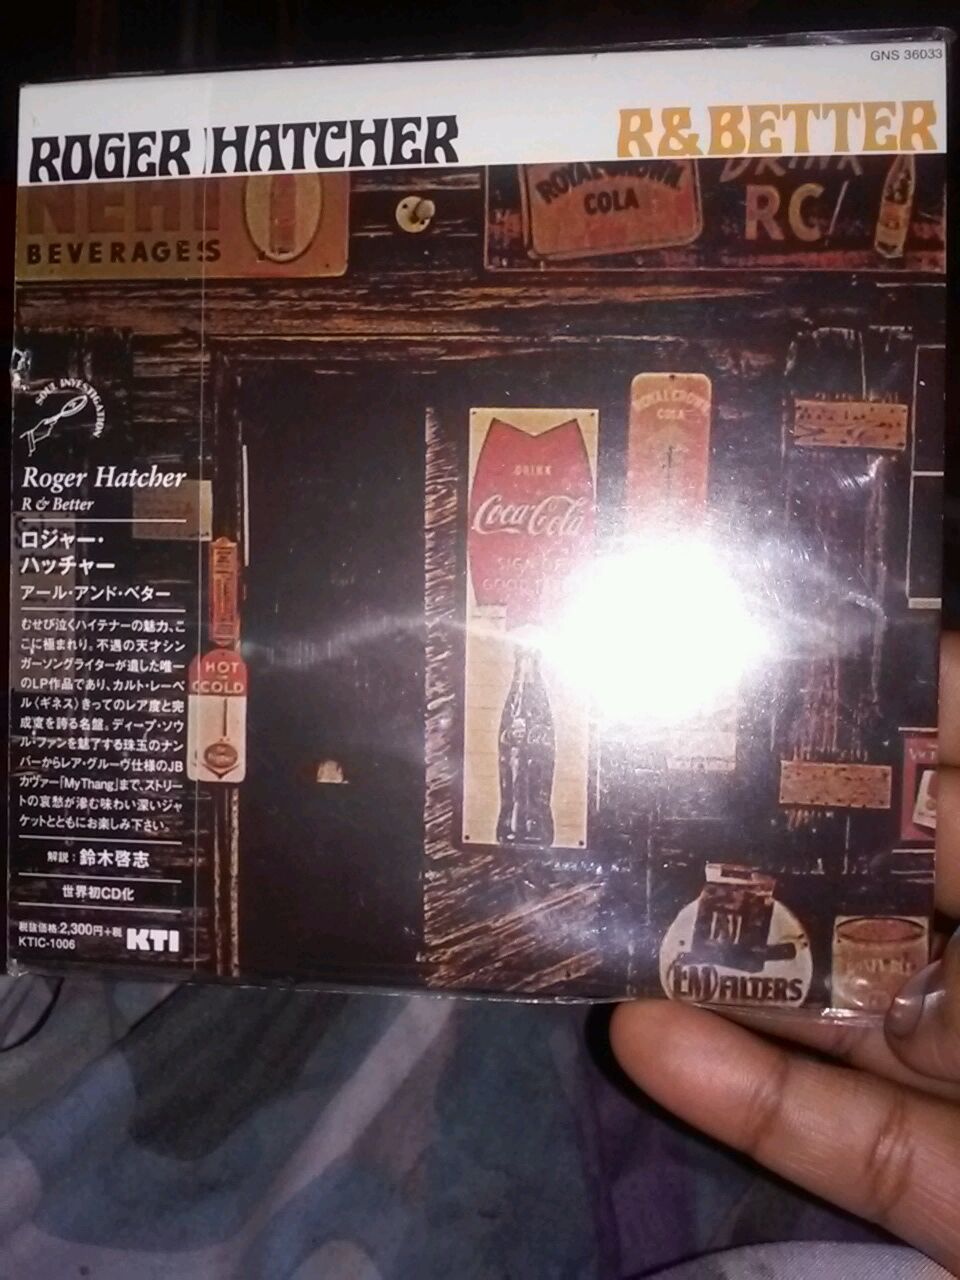 GNS 36033
ROGER HATCHER
R&BETTER
NEHI
BEVERAGES
ROYAL CROWN
COLA
DRINK
RC
SOUL INVESTIGATION
Roger Hatcher
R & Better
ロジャー・
ハッチャー
アール・アンド・ベター
むせび泣くハイテナーの魅力、こ
こに極まれり。不遇の天才シン
ガーソングライターが遺した唯一
のLP作品であり、カルト・レーベ
ル〈ギネス〉きってのレア度と完
成度を誇る名盤。ディープ・ソウ
ル・ファンを魅了する珠玉のナン
バーからレア・グルーヴ仕様のJB
カヴァー「My Thang」まで、ストリー
トの哀愁が滲む味わい深いジャ
ケットとともにお楽しみ下さい。
解説：鈴木啓志
世界初CD化
税抜価格:2,300円+税
KTIC-1006
KTI
HOT
COLD
DRINK
Coca-Cola
SIGN OF
GOOD
Coca-Cola
ROYAL CROWN
COLA
L&M FILTERS